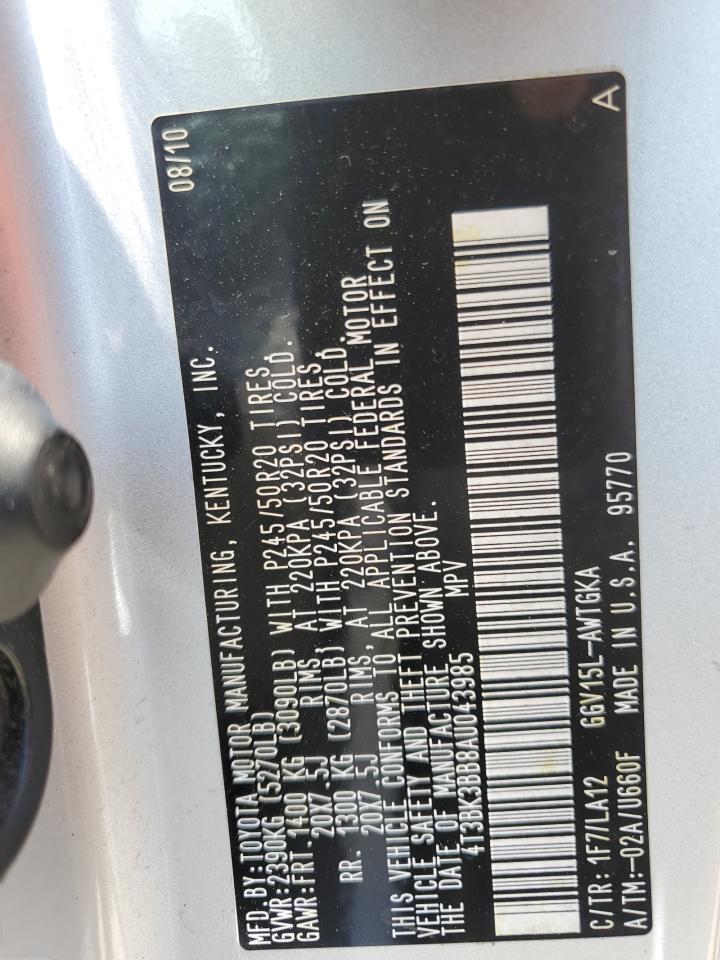 MFD.BY:TOYOTA MOTOR MANUFACTURING, KENTUCKY, INC. 08/10
GVWR:2390KG (5270LB)
GAWR:FRT. 1400 KG (3090LB) WITH P245/50R20 TIRES,
20X7.5J RIMS, AT 220KPA (32PSI) COLD.
RR. 1300 KG (2870LB) WITH P245/50R20 TIRES,
20X7.5J RIMS, AT 220KPA (32PSI) COLD.
THIS VEHICLE CONFORMS TO ALL APPLICABLE FEDERAL MOTOR
VEHICLE SAFETY AND THEFT PREVENTION STANDARDS IN EFFECT ON
THE DATE OF MANUFACTURE SHOWN ABOVE.
4T3BK3BB8AU043985 MPV
C/TR:1F7/LA12 GGV15L-AWTGKA
A/TM:-02A/U660F MADE IN U.S.A. 95770 A